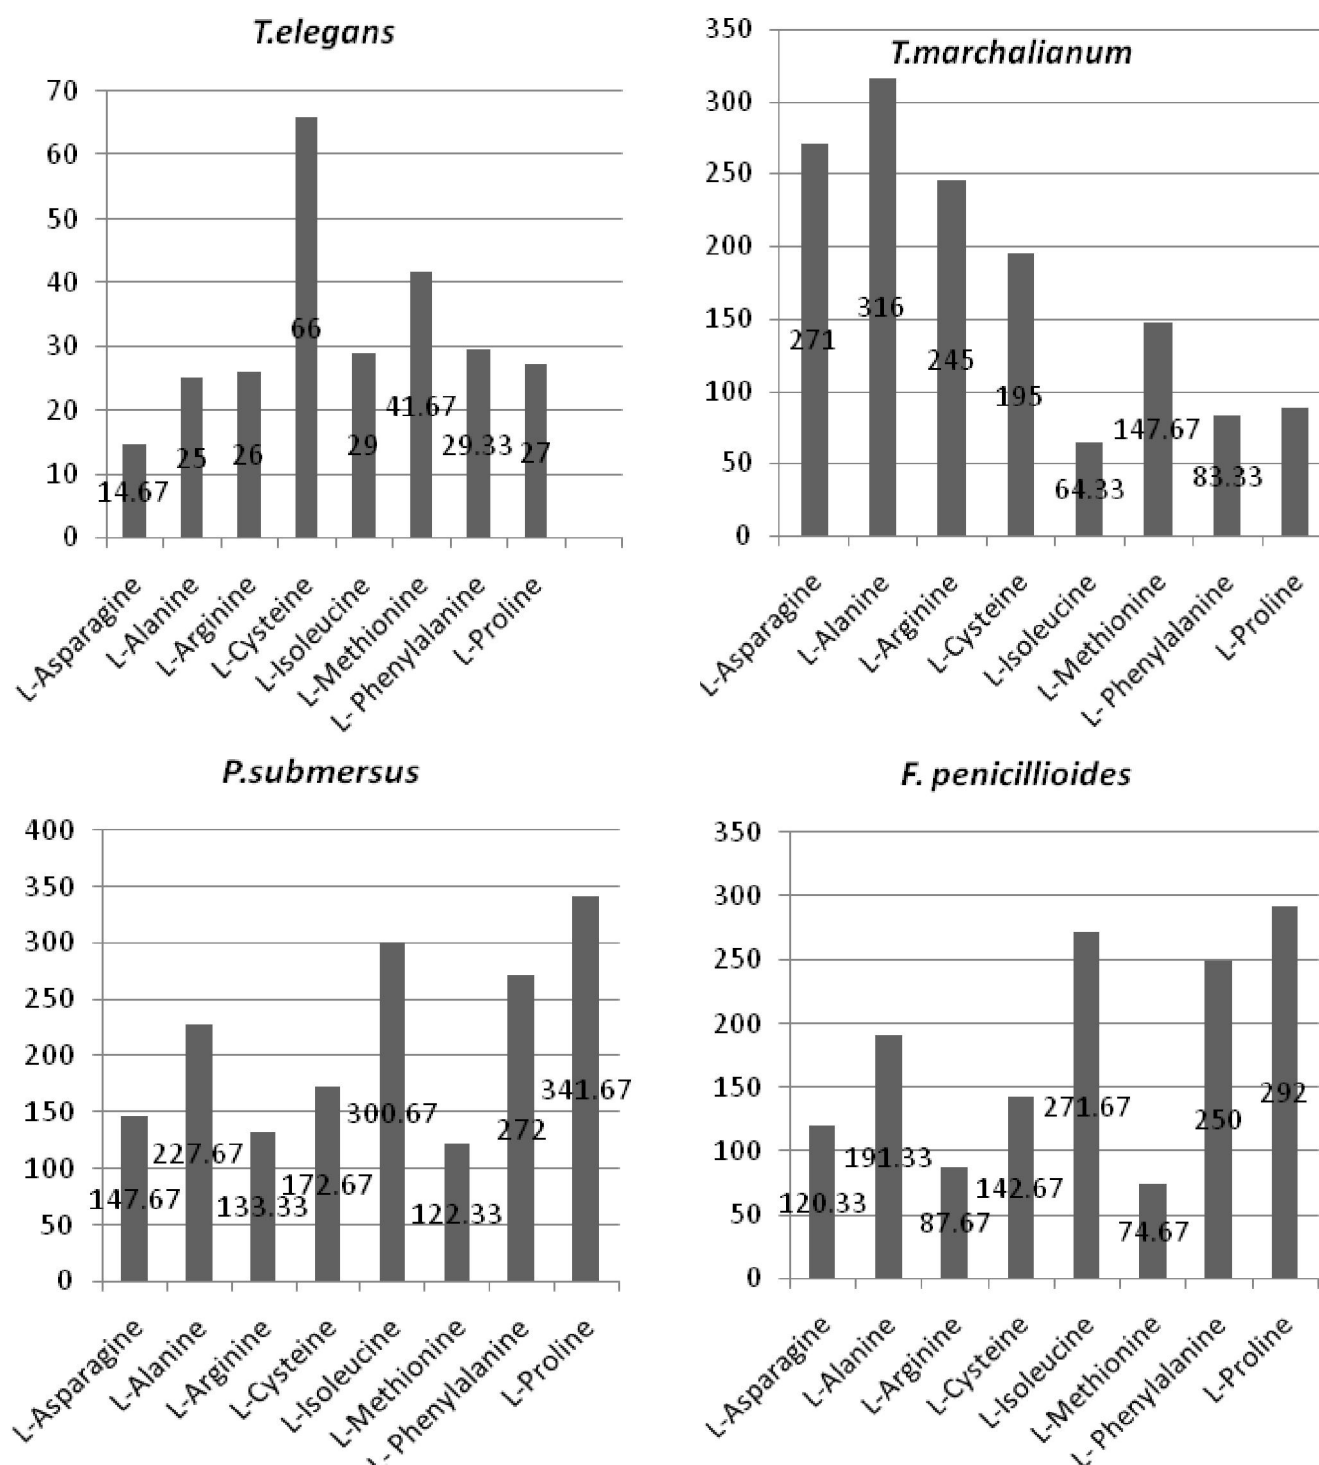 T.elegans
70
60
50
40
30
20
10
0
14.67
25
26
66
29
41.67
29.33
27
L-Asparagine
L-Alanine
L-Arginine
L-Cysteine
L-Isoleucine
L-Methionine
L- Phenylalanine
L-Proline
T.marchalianum
350
300
250
200
150
100
50
0
271
316
245
195
64.33
147.67
83.33
L-Asparagine
L-Alanine
L-Arginine
L-Cysteine
L-Isoleucine
L-Methionine
L- Phenylalanine
L-Proline
P.submersus
400
350
300
250
200
150
100
50
0
147.67
227.67
133.33
172.67
300.67
122.33
272
341.67
L-Asparagine
L-Alanine
L-Arginine
L-Cysteine
L-Isoleucine
L-Methionine
L- Phenylalanine
L-Proline
F. penicillioides
350
300
250
200
150
100
50
0
120.33
191.33
87.67
142.67
271.67
74.67
250
292
L-Asparagine
L-Alanine
L-Arginine
L-Cysteine
L-Isoleucine
L-Methionine
L- Phenylalanine
L-Proline